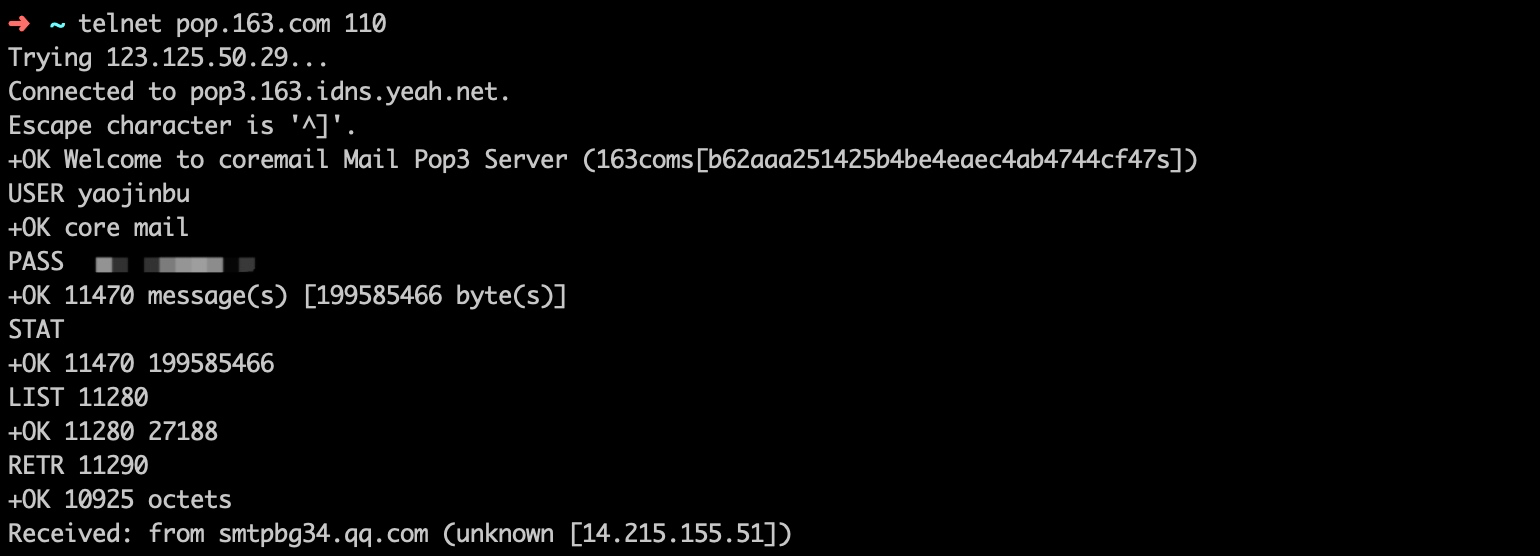 ➜ ~ telnet pop.163.com 110
Trying 123.125.50.29...
Connected to pop3.163.idns.yeah.net.
Escape character is '^]'.
+OK Welcome to coremail Mail Pop3 Server (163coms[b62aaa251425b4be4eaec4ab4744cf47s])
USER yaojinbu
+OK core mail
PASS
+OK 11470 message(s) [199585466 byte(s)]
STAT
+OK 11470 199585466
LIST 11280
+OK 11280 27188
RETR 11290
+OK 10925 octets
Received: from smtpbg34.qq.com (unknown [14.215.155.51])